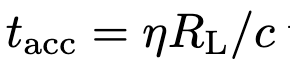 t_acc = ηR_L/c